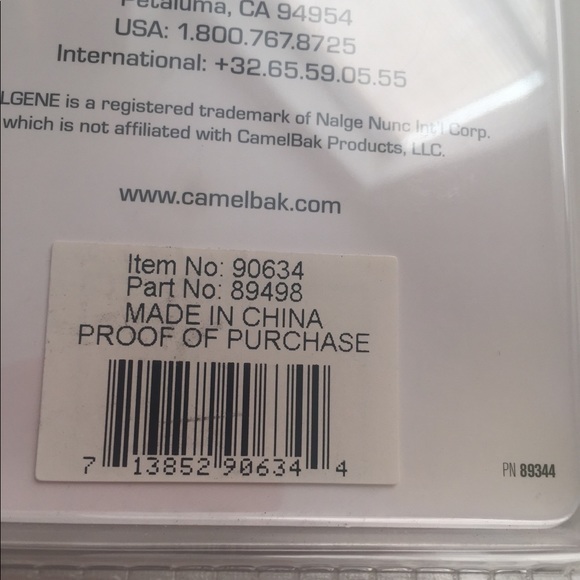 Petaluma, CA 94954
USA: 1.800.767.8725
International: +32.65.59.05.55
LGENE is a registered trademark of Nalge Nunc Int'l Corp.
which is not affiliated with CamelBak Products, LLC.
www.camelbak.com
Item No: 90634
Part No: 89498
MADE IN CHINA
PROOF OF PURCHASE
7 13852 90634 4
PN 89344